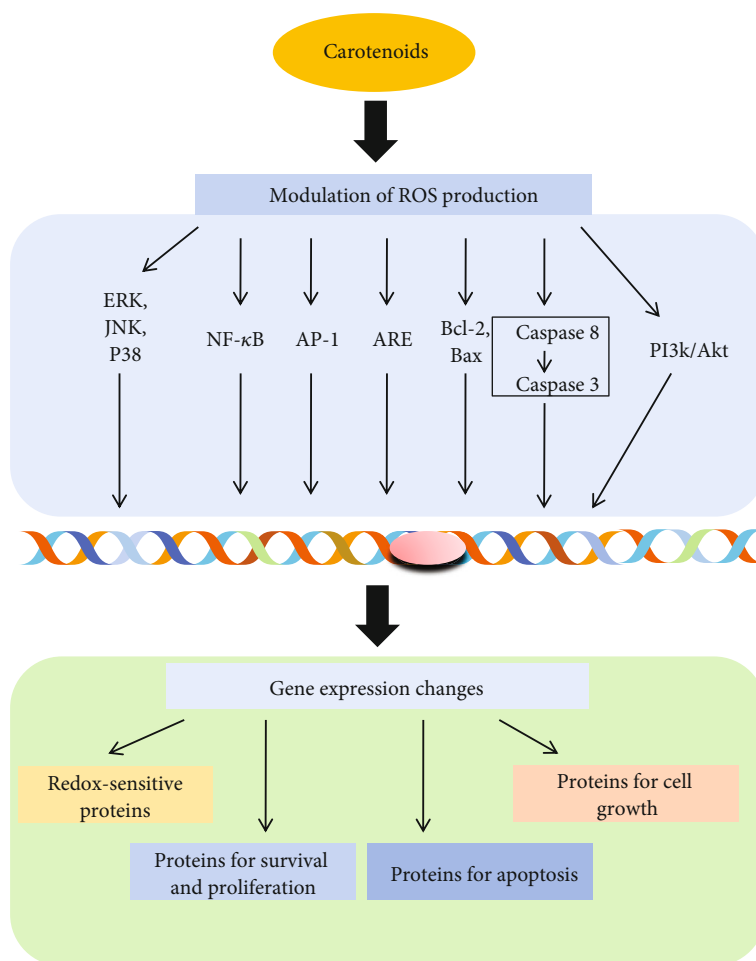 Carotenoids
Modulation of ROS production
ERK,
JNK,
P38
NF-κB
AP-1
ARE
Bcl-2,
Bax
Caspase 8
Caspase 3
PI3k/Akt
Gene expression changes
Redox-sensitive
proteins
Proteins for cell
growth
Proteins for survival
and proliferation
Proteins for apoptosis